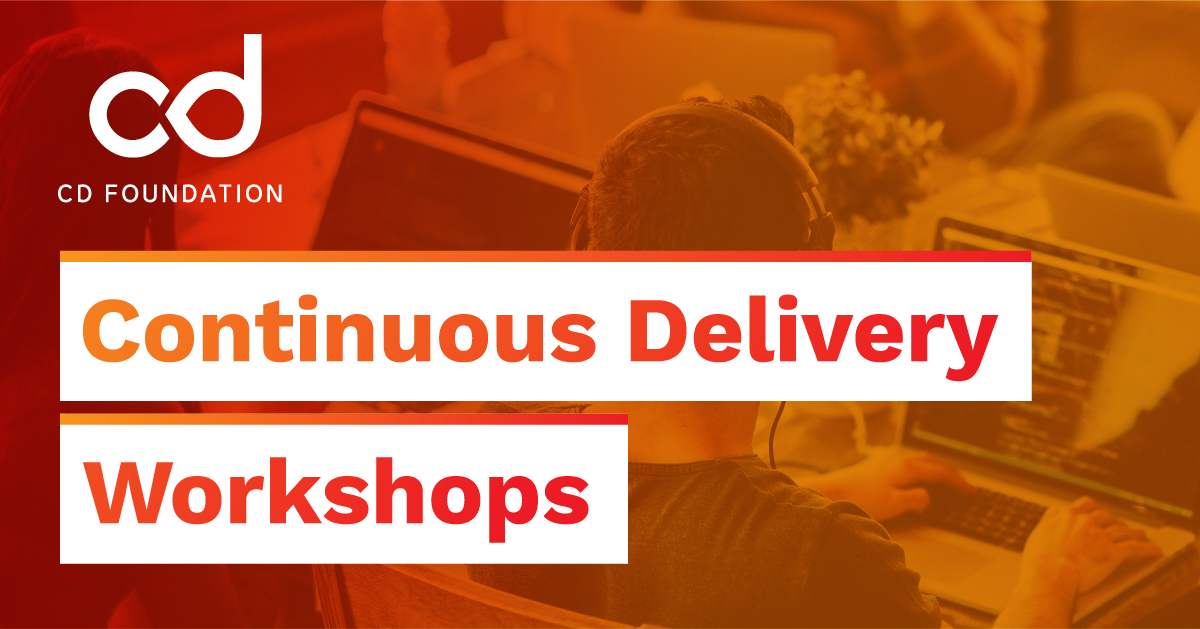 cd
CD FOUNDATION
Continuous Delivery
Workshops